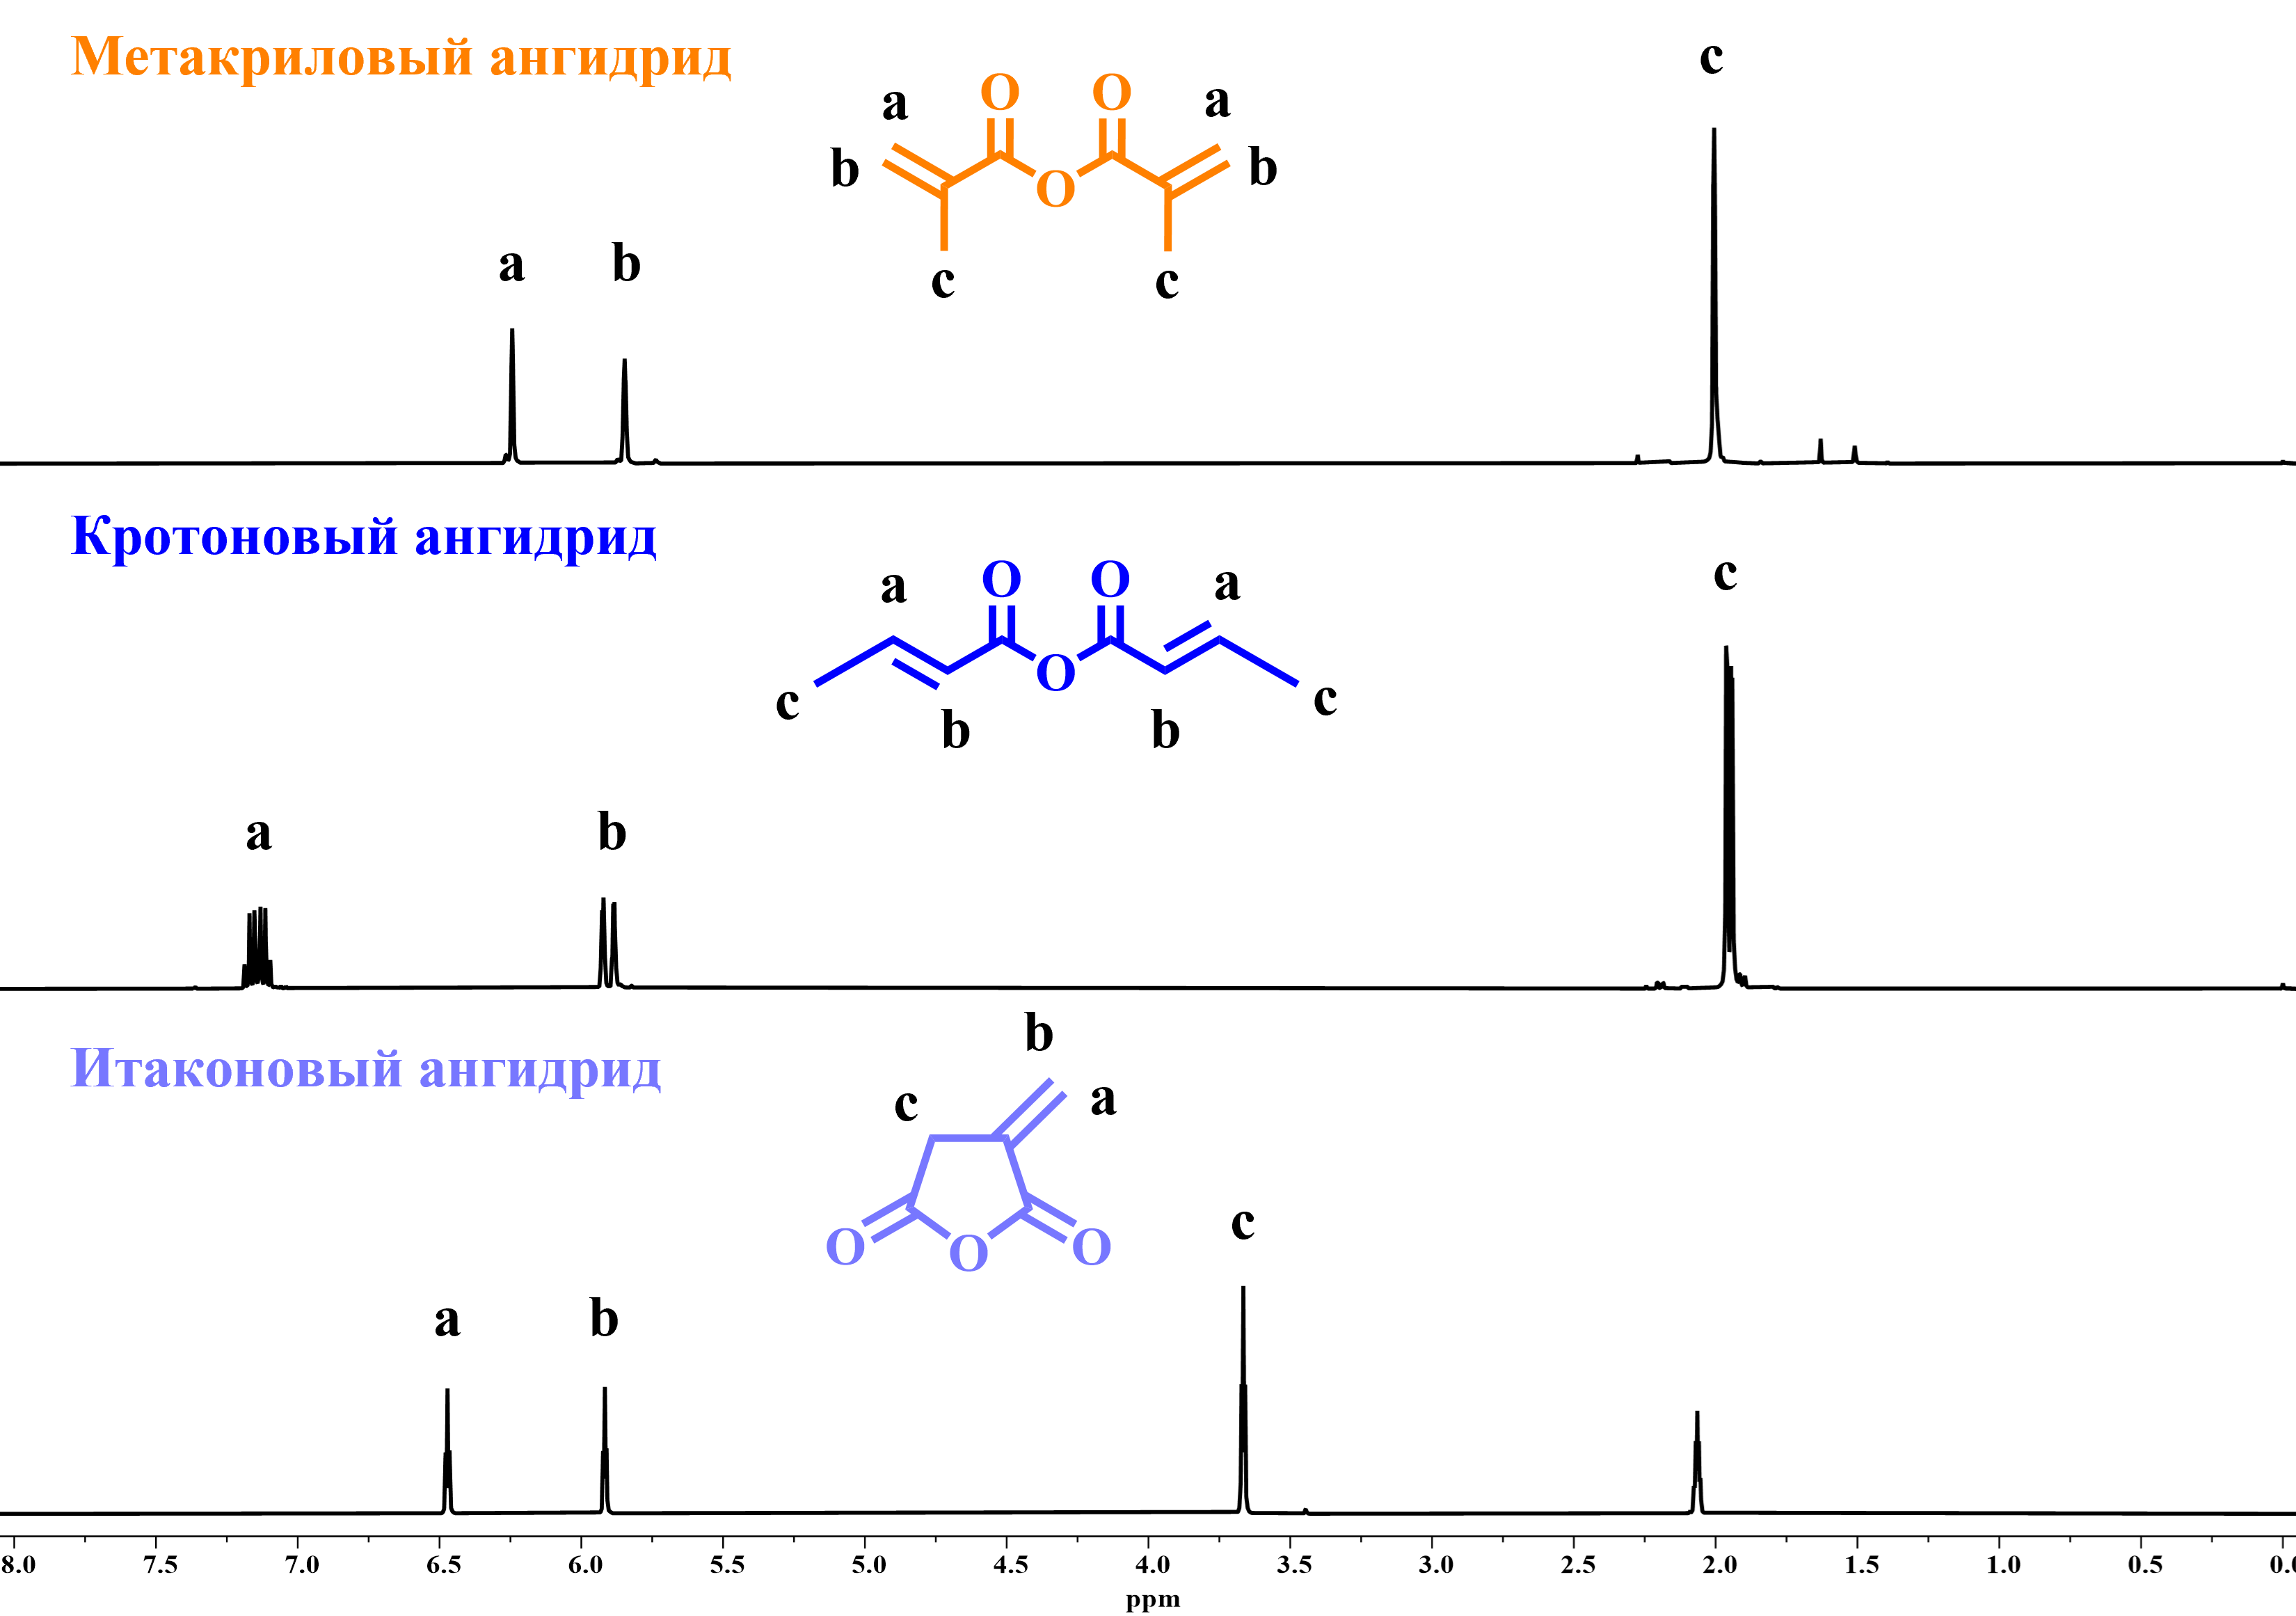 Метакриловый ангидрид
c
a O O a
b b
O
a b
c c
Кротоновый ангидрид
c
a O O a
O
c c
b b
a b
b
Итаконовый ангидрид
c a
c
O O O
a b
8.0 7.5 7.0 6.5 6.0 5.5 5.0 4.5 4.0 3.5 3.0 2.5 2.0 1.5 1.0 0.5 0.0
ppm